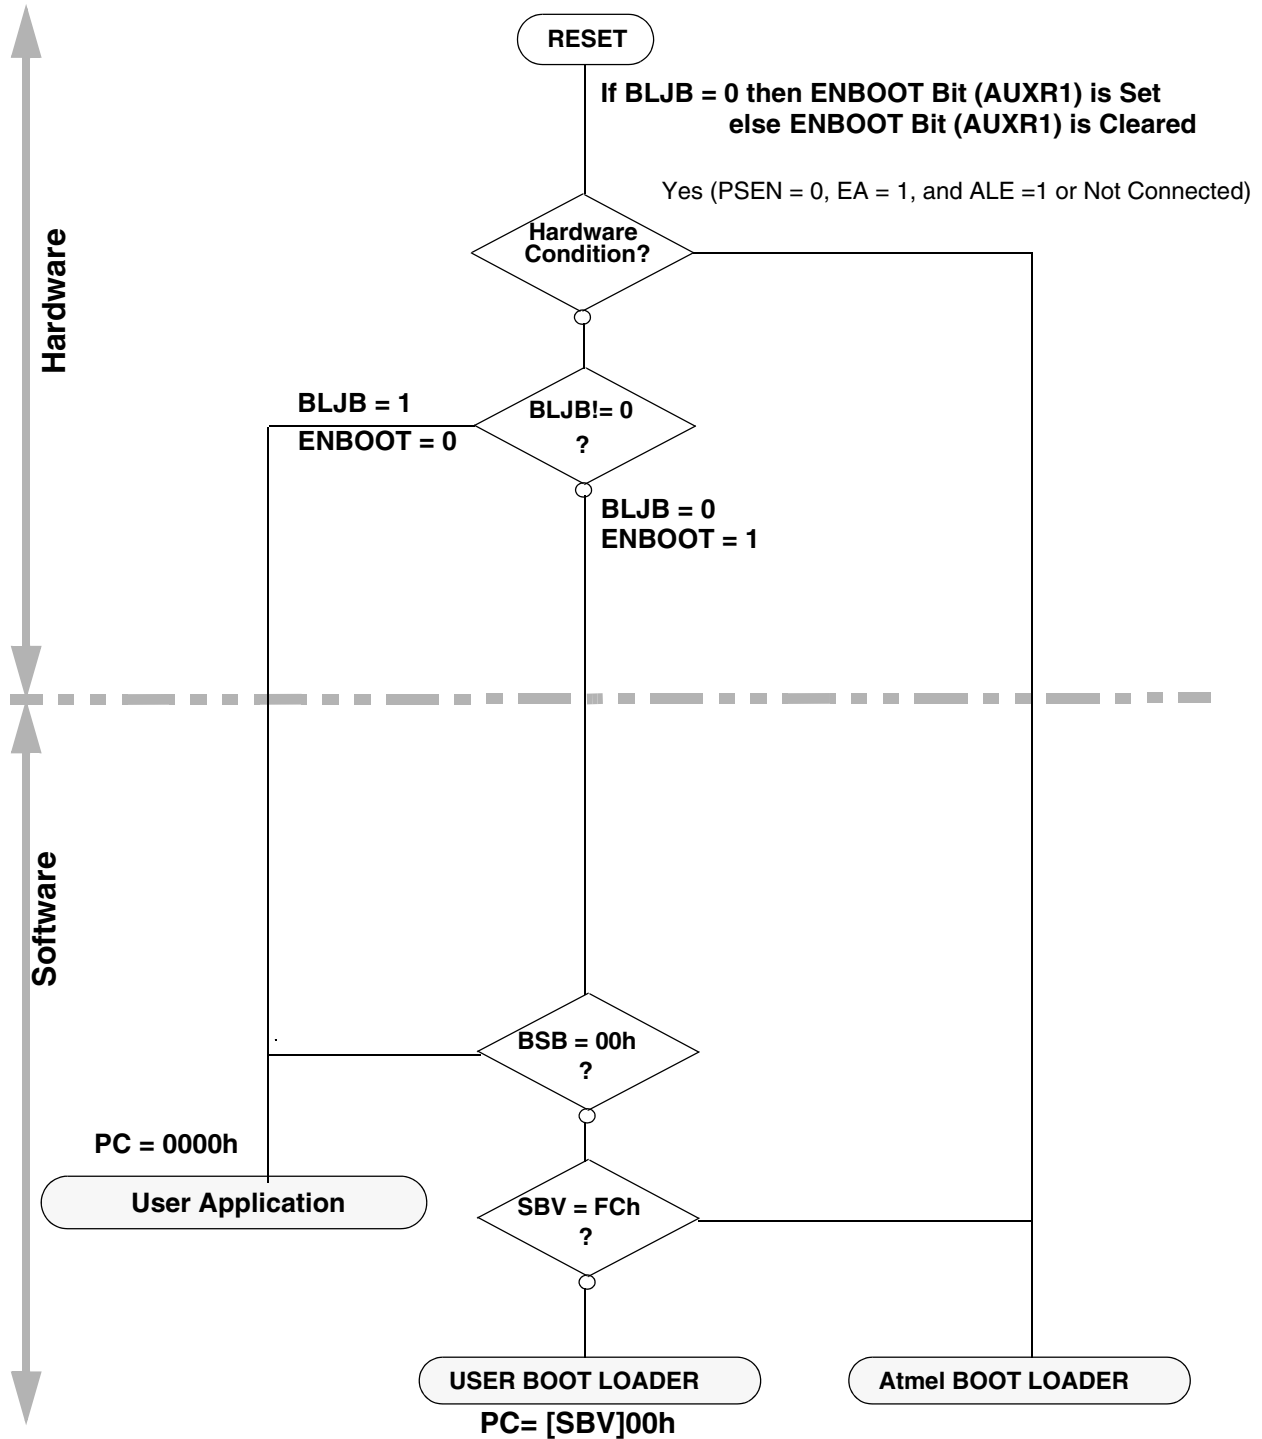 RESET
If BLJB = 0 then ENBOOT Bit (AUXR1) is Set
else ENBOOT Bit (AUXR1) is Cleared
Yes (PSEN = 0, EA = 1, and ALE =1 or Not Connected)
Hardware
Condition?
Hardware
BLJB = 1
ENBOOT = 0
BLJB!= 0
?
BLJB = 0
ENBOOT = 1
Software
BSB = 00h
?
PC = 0000h
User Application
SBV = FCh
?
USER BOOT LOADER
PC= [SBV]00h
Atmel BOOT LOADER